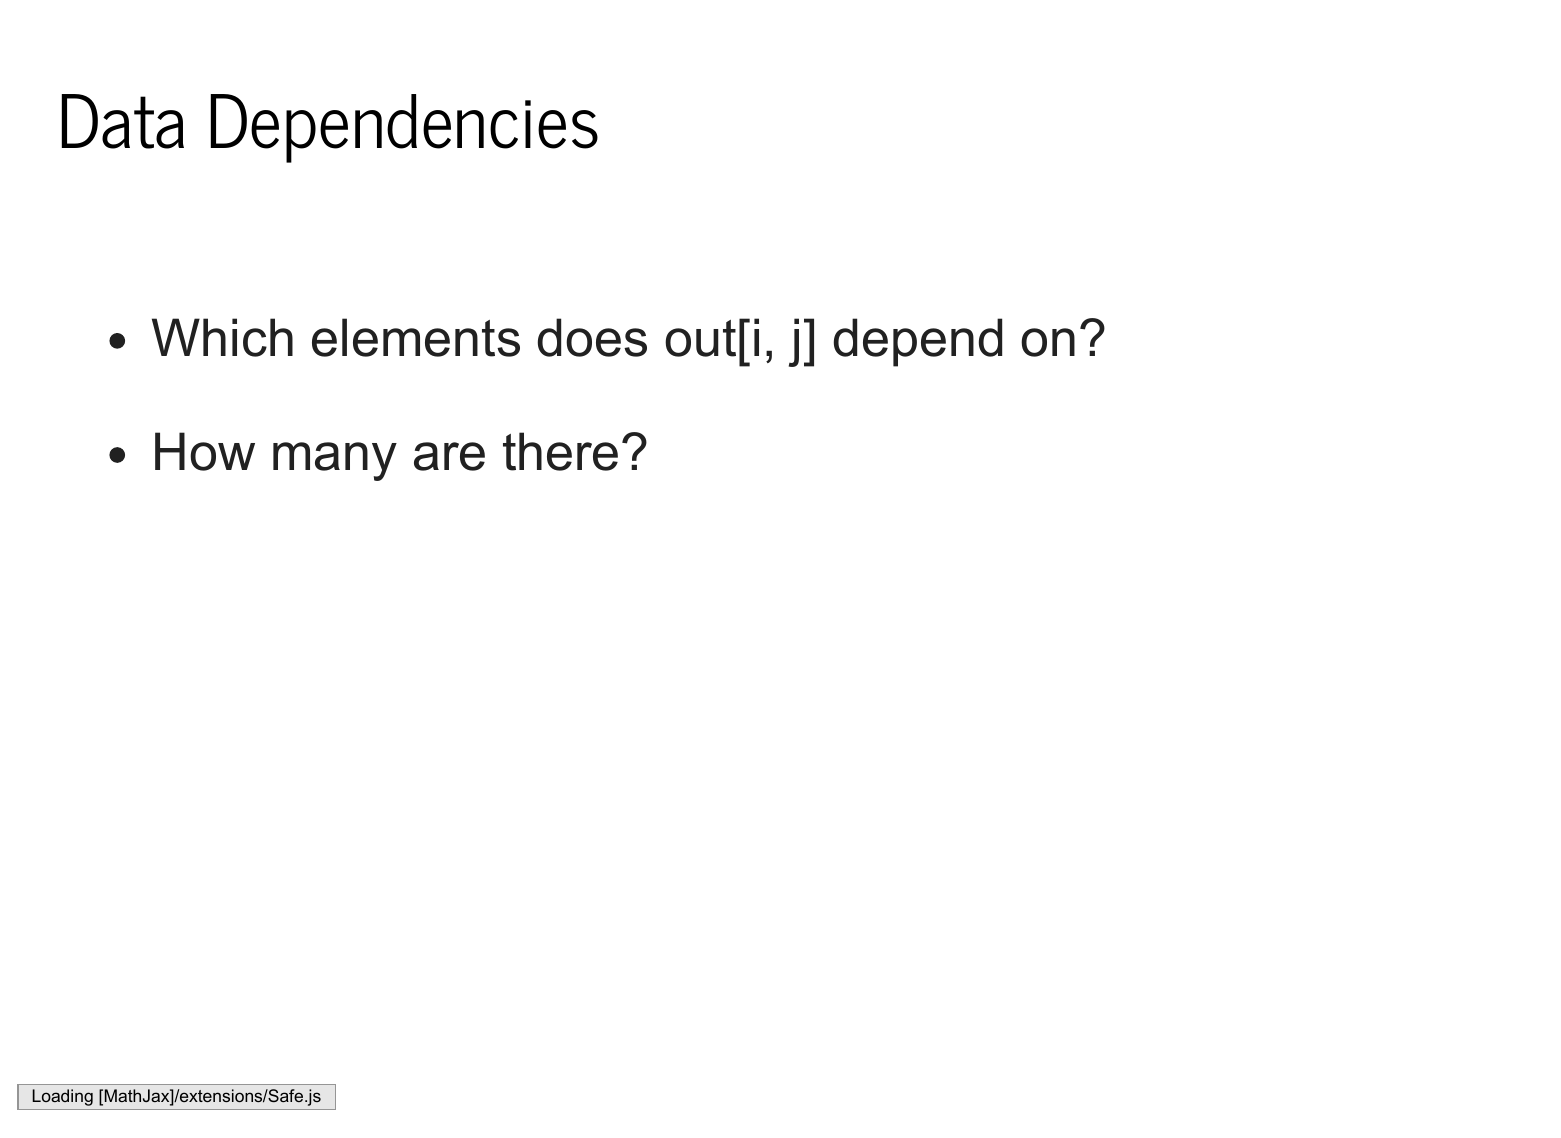 Data Dependencies
• Which elements does out[i, j] depend on?
• How many are there?
Loading [MathJax]/extensions/Safe.js